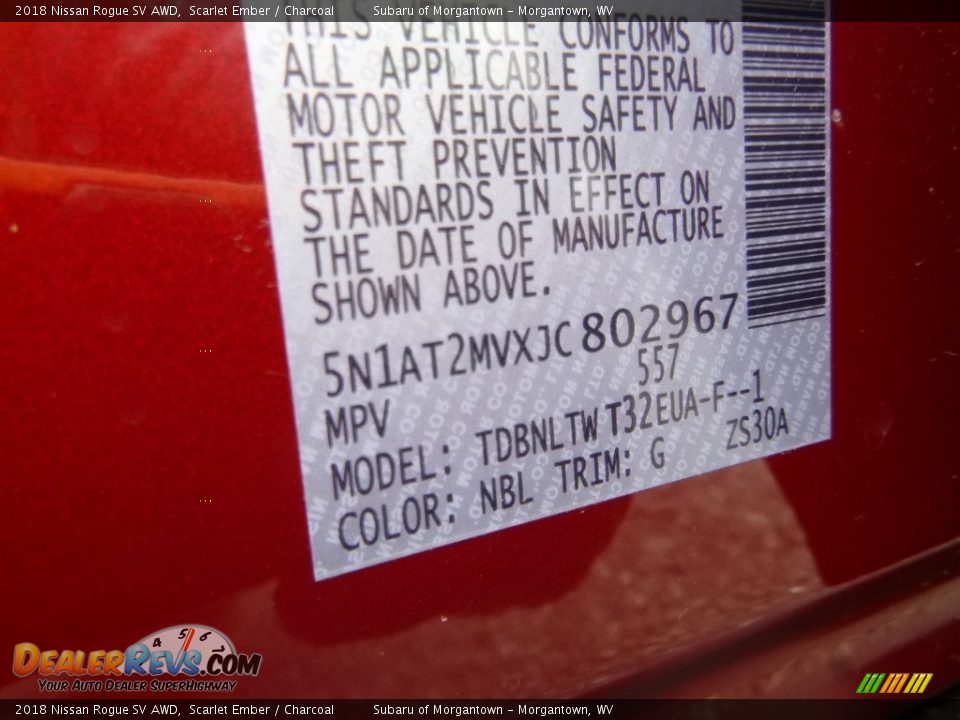 2018 Nissan Rogue SV AWD, Scarlet Ember / Charcoal Subaru of Morgantown - Morgantown, WV
THIS VEHICLE CONFORMS TO
ALL APPLICABLE FEDERAL
MOTOR VEHICLE SAFETY AND
THEFT PREVENTION
STANDARDS IN EFFECT ON
THE DATE OF MANUFACTURE
SHOWN ABOVE.
5N1AT2MVXJC802967
557
MPV
MODEL: TDBNLTW T32EUA-F--1
COLOR: NBL TRIM: G ZS30A
4 5 6
DEALERREVS.COM
YOUR AUTO DEALER SUPERHIGHWAY
2018 Nissan Rogue SV AWD, Scarlet Ember / Charcoal Subaru of Morgantown - Morgantown, WV